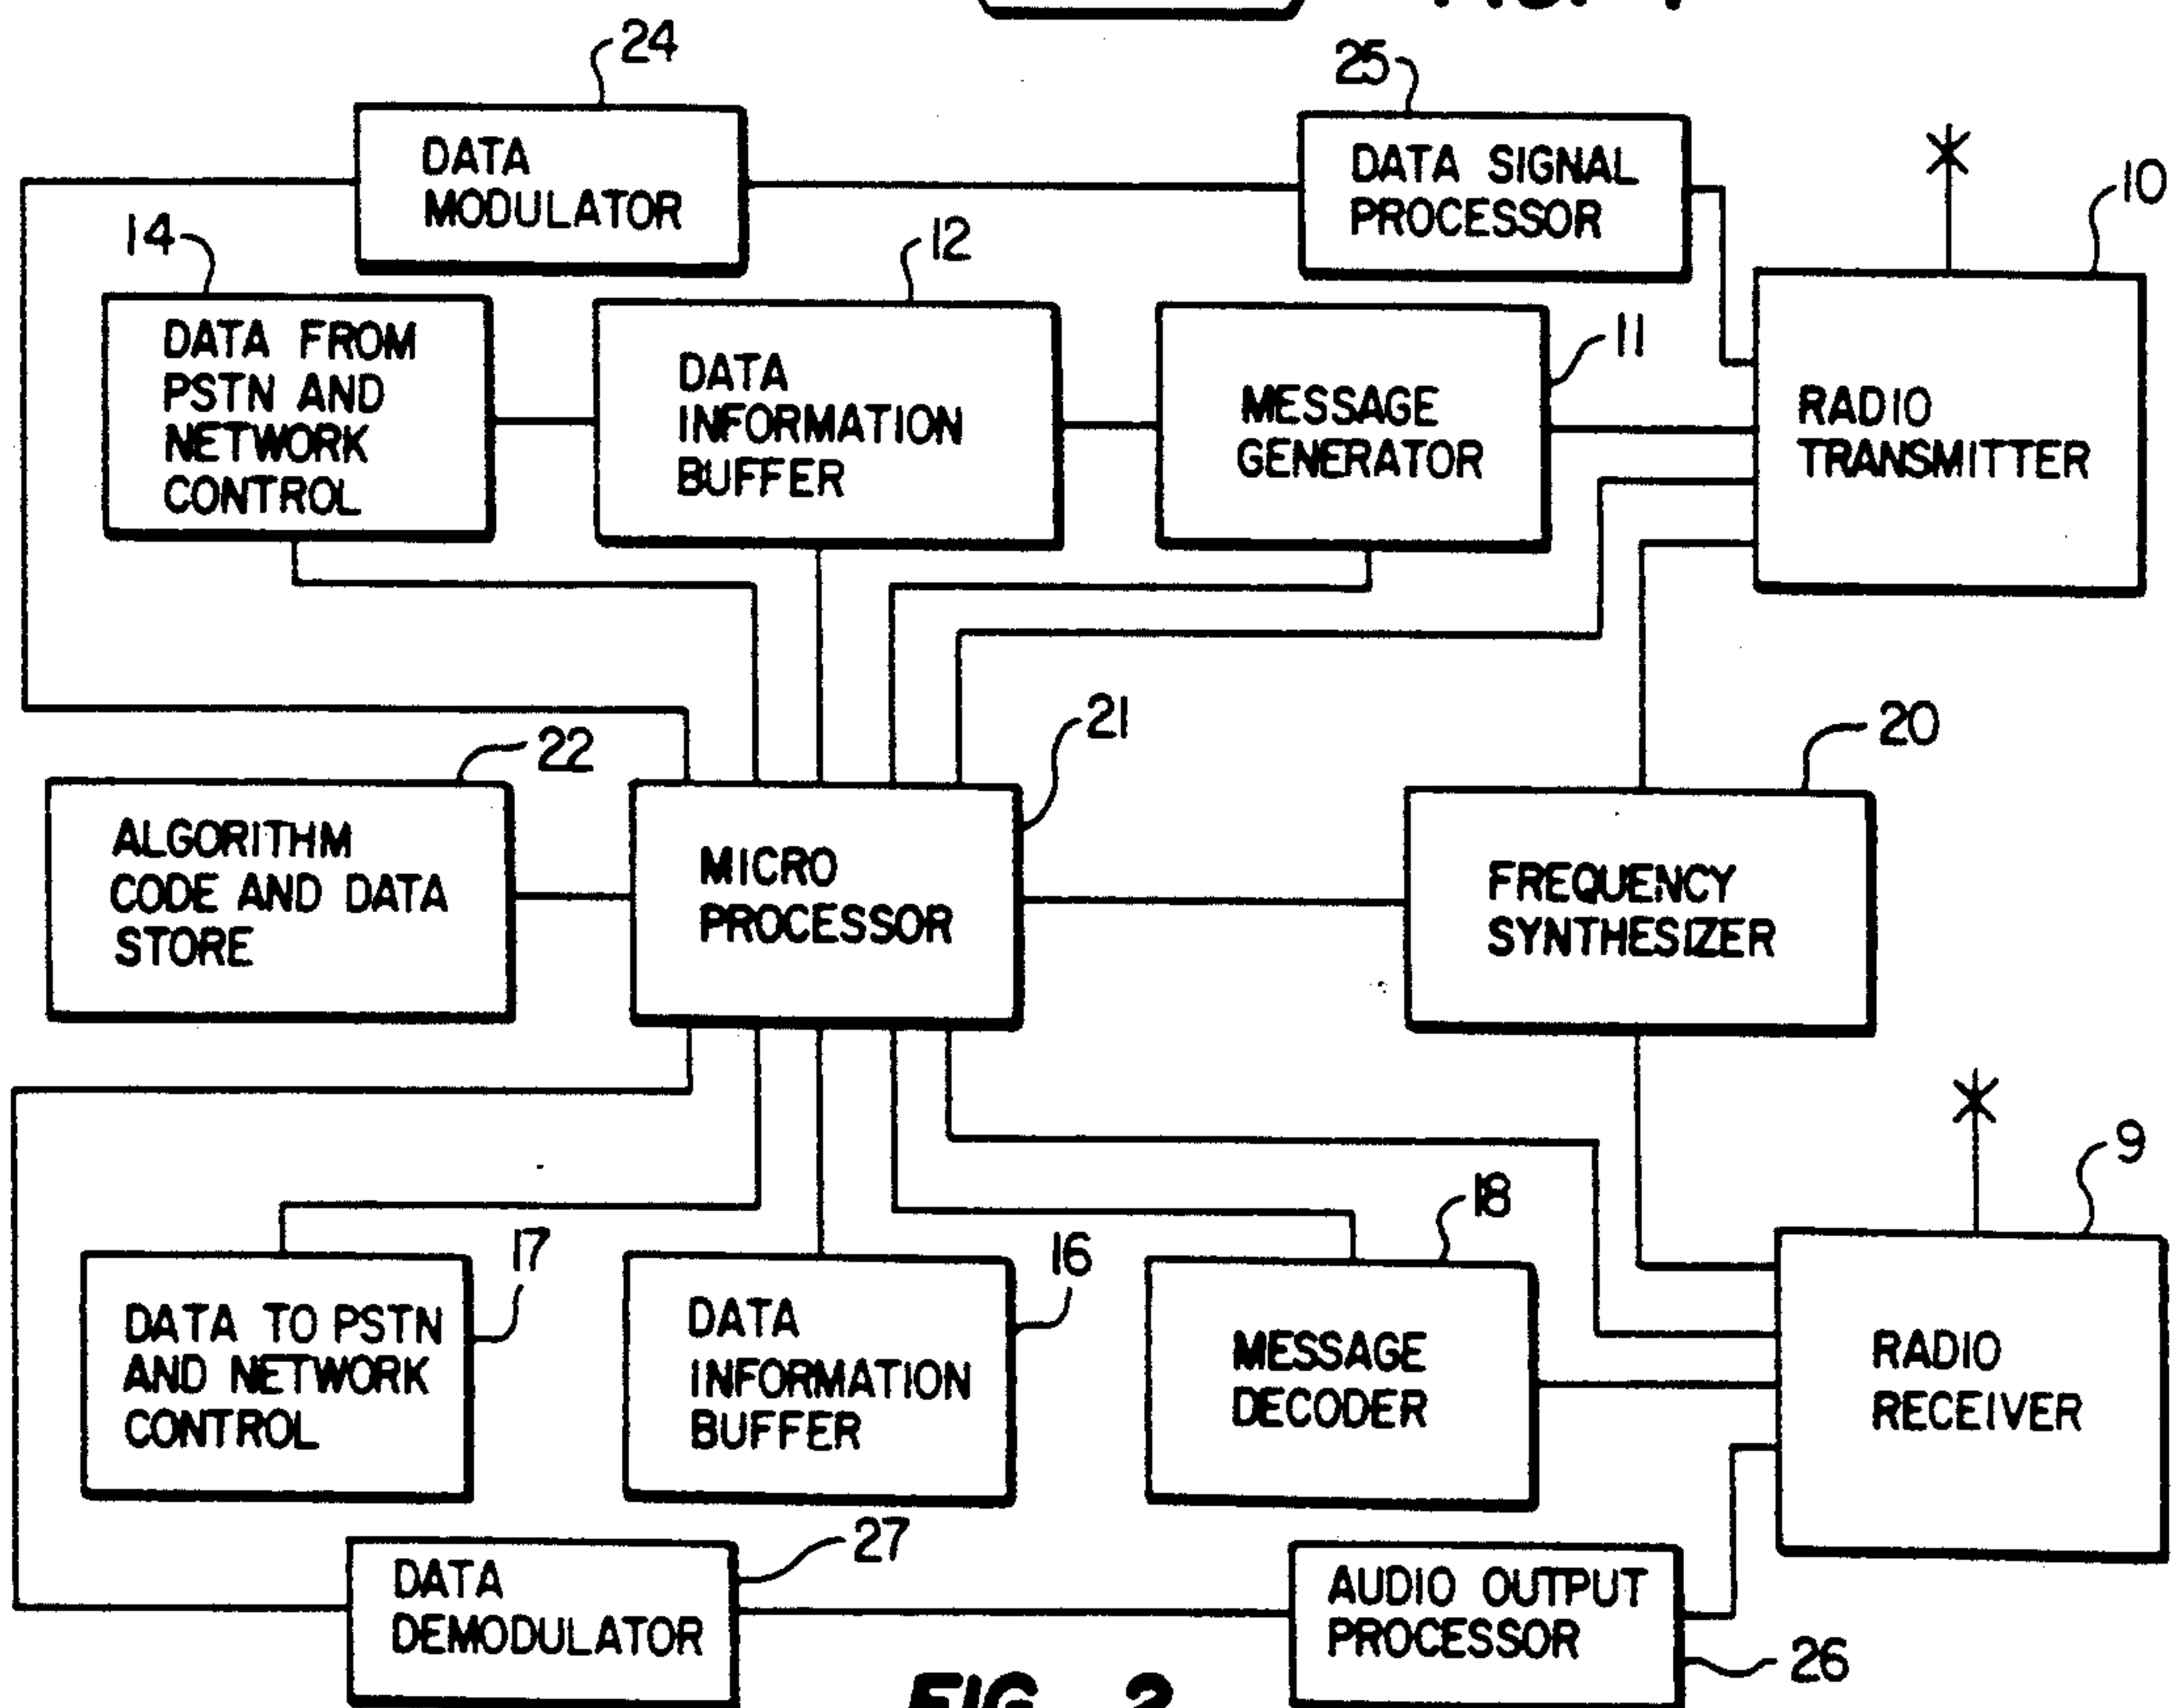 24
25
DATA
MODULATOR
DATA SIGNAL
PROCESSOR
10
14
12
11
DATA FROM
PSTN AND
NETWORK
CONTROL
DATA
INFORMATION
BUFFER
MESSAGE
GENERATOR
RADIO
TRANSMITTER
22
21
20
ALGORITHM
CODE AND DATA
STORE
MICRO
PROCESSOR
FREQUENCY
SYNTHESIZER
17
16
18
9
DATA TO PSTN
AND NETWORK
CONTROL
DATA
INFORMATION
BUFFER
MESSAGE
DECODER
RADIO
RECEIVER
27
DATA
DEMODULATOR
AUDIO OUTPUT
PROCESSOR
26
FIG. 2